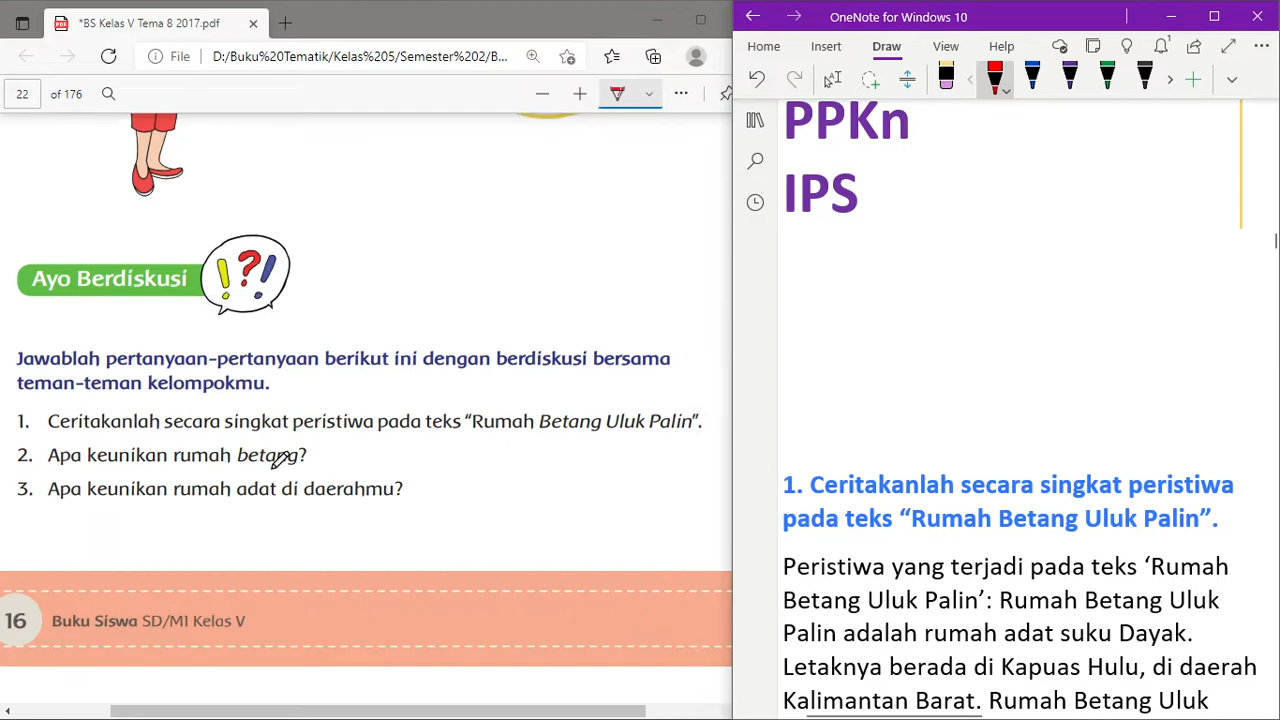 *BS Kelas V Tema 8 2017.pdf
File
D:/Buku%20Tematik/Kelas%205/Semester%202/B...
22 of 176
Ayo Berdiskusi
Jawablah pertanyaan-pertanyaan berikut ini dengan berdiskusi bersama
teman-teman kelompokmu.
1. Ceritakanlah secara singkat peristiwa pada teks “Rumah Betang Uluk Palin”.
2. Apa keunikan rumah betang?
3. Apa keunikan rumah adat di daerahmu?
16 Buku Siswa SD/MI Kelas V
OneNote for Windows 10
Home Insert Draw View Help
PPKn
IPS
1. Ceritakanlah secara singkat peristiwa
pada teks “Rumah Betang Uluk Palin”.
Peristiwa yang terjadi pada teks ‘Rumah
Betang Uluk Palin’: Rumah Betang Uluk
Palin adalah rumah adat suku Dayak.
Letaknya berada di Kapuas Hulu, di daerah
Kalimantan Barat. Rumah Betang Uluk